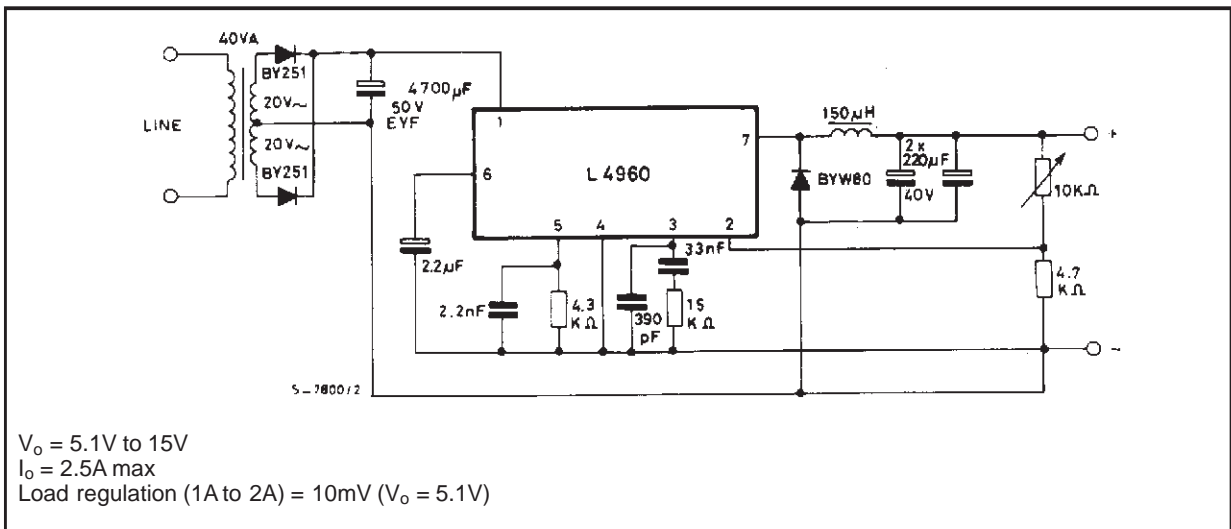 40VA
BY251
4700µF
50V
EYF
20V~
LINE
20V~
BY251
1
7
6
L4960
5
4
3
2
150µH
2x
220µF
40V
BYW80
+
10KΩ
2.2µF
2.2nF
4.3
KΩ
390
pF
33nF
15
KΩ
4.7
KΩ
-
S-7800/2
Vₒ = 5.1V to 15V
Iₒ = 2.5A max
Load regulation (1A to 2A) = 10mV (Vₒ = 5.1V)